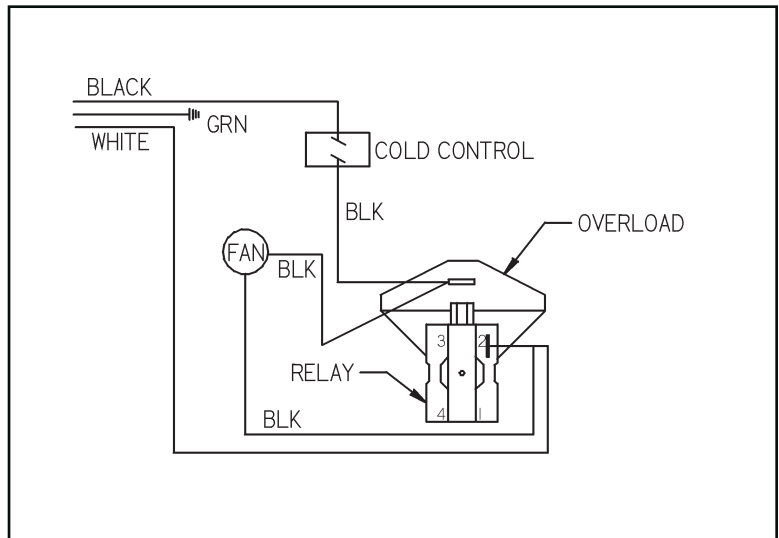 BLACK
GRN
WHITE
COLD CONTROL
BLK
OVERLOAD
FAN
BLK
3 2
RELAY
4 1
BLK